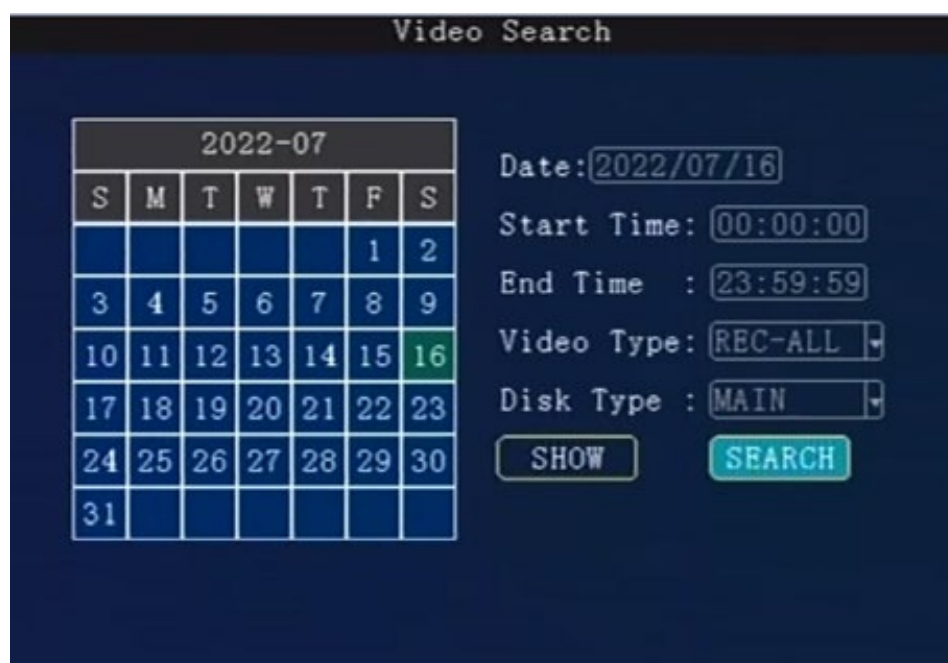 Video Search
2022-07
S M T W T F S
1 2
3 4 5 6 7 8 9
10 11 12 13 14 15 16
17 18 19 20 21 22 23
24 25 26 27 28 29 30
31
Date: 2022/07/16
Start Time: 00:00:00
End Time : 23:59:59
Video Type: REC-ALL
Disk Type : MAIN
SHOW SEARCH